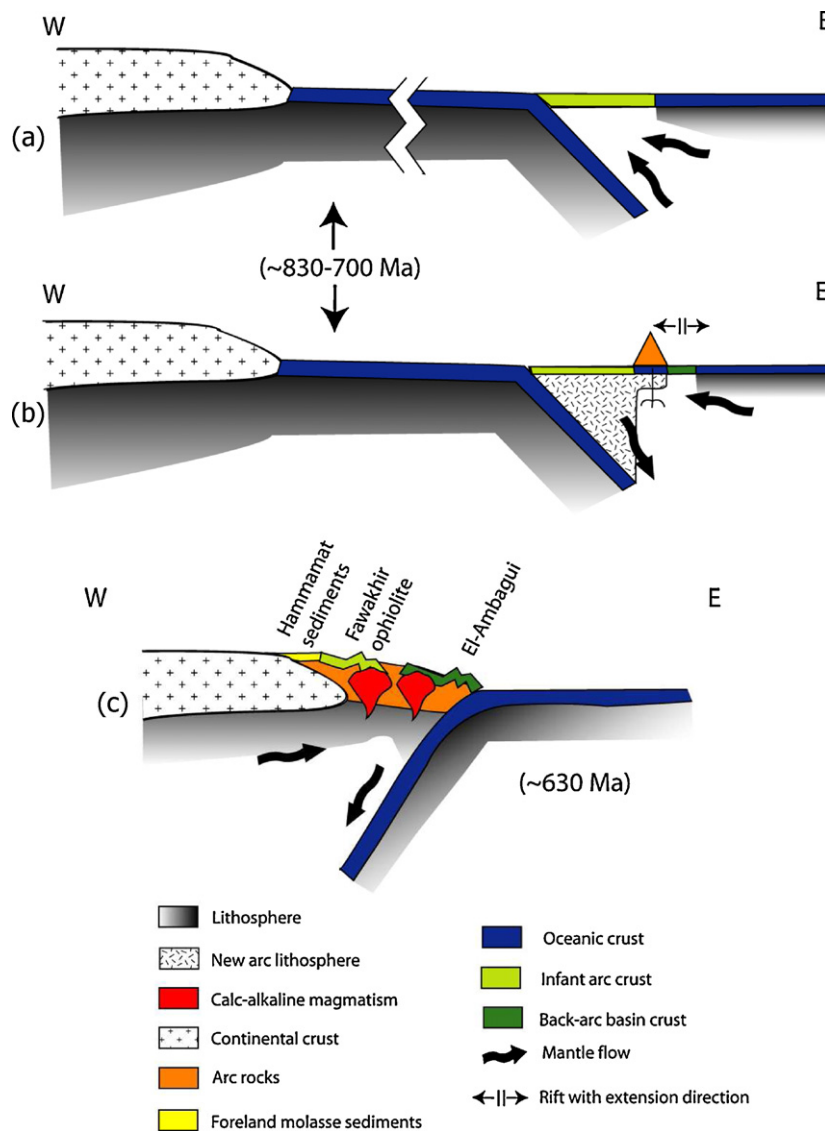 W
E
(a)
(~830-700 Ma)
W
E
(b)
Hammamat
sediments
Fawakhir
ophiolite
El-Ambagui
W
E
(c)
(~630 Ma)
Lithosphere
New arc lithosphere
Calc-alkaline magmatism
Continental crust
Arc rocks
Foreland molasse sediments
Oceanic crust
Infant arc crust
Back-arc basin crust
Mantle flow
Rift with extension direction